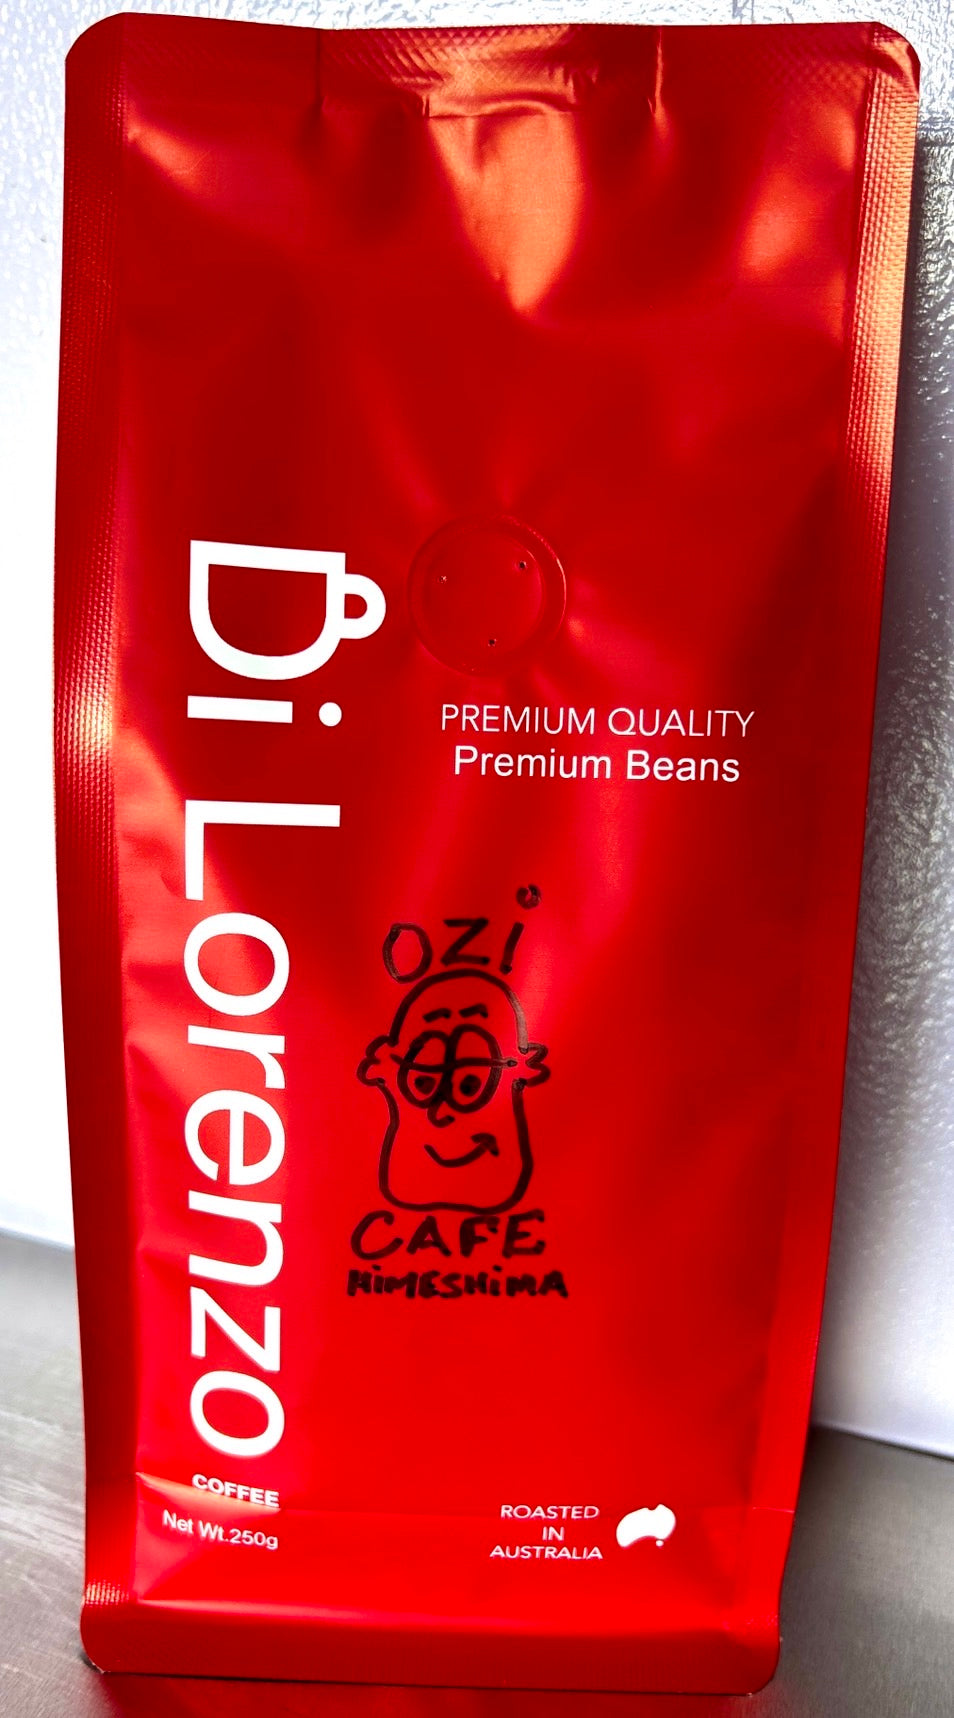 Di Lorenzo
COFFEE
Net Wt.250g
PREMIUM QUALITY
Premium Beans
OZi
CAFE
HiMESHiMA
ROASTED
IN
AUSTRALIA